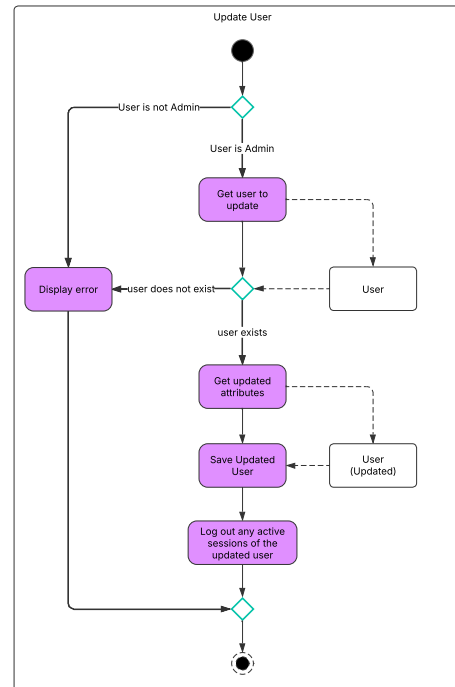 Update User
User is not Admin
User is Admin
Get user to
update
Display error
user does not exist
User
user exists
Get updated
attributes
Save Updated
User
User
(Updated)
Log out any active
sessions of the
updated user